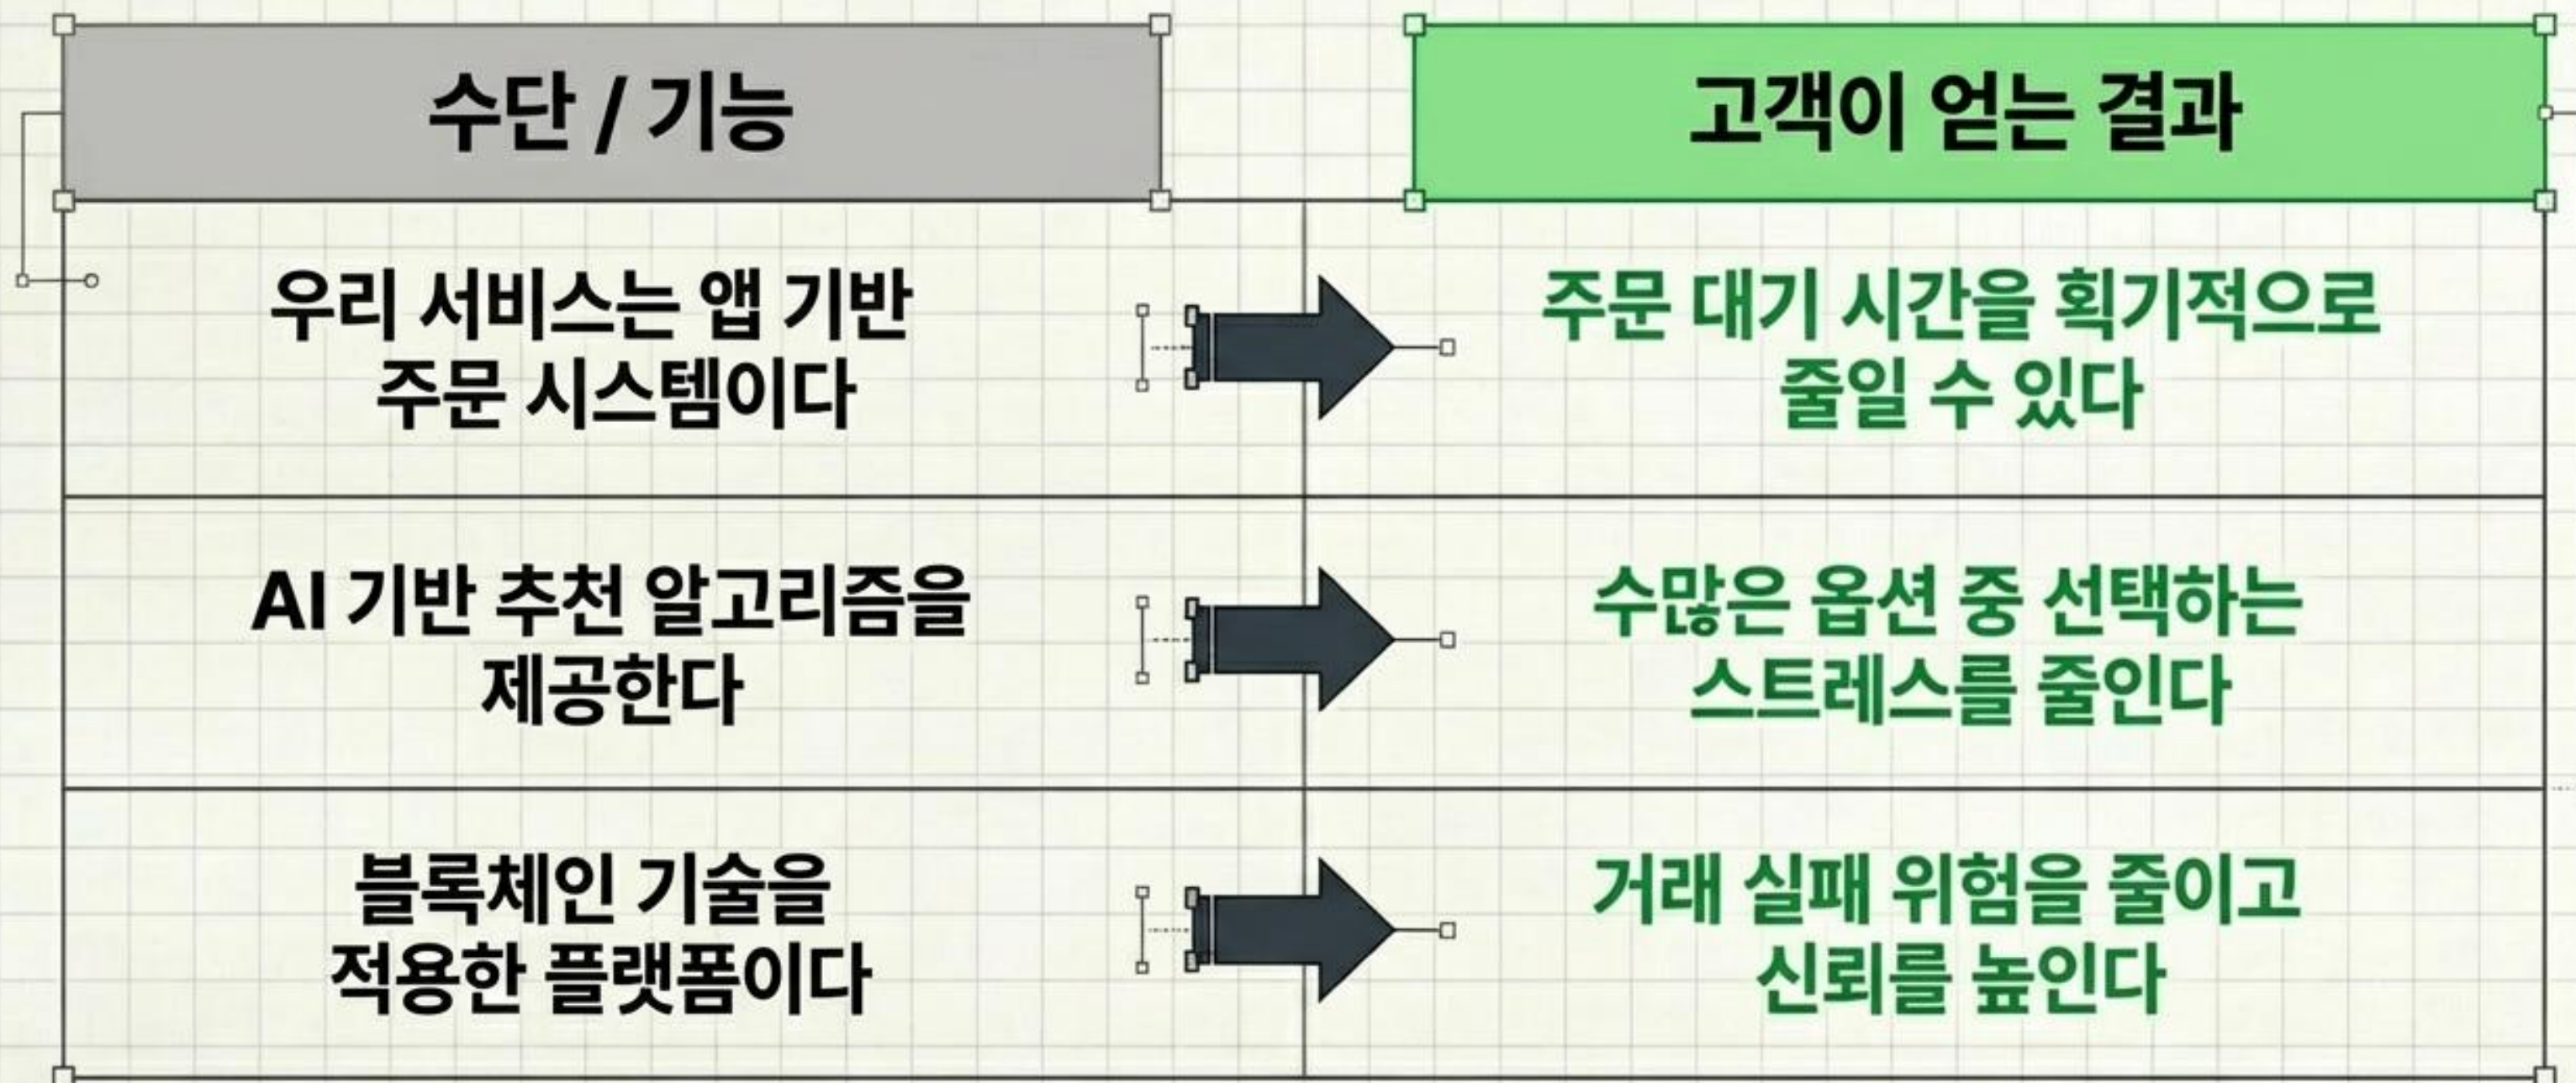 수단 / 기능
고객이 얻는 결과
우리 서비스는 앱 기반
주문 시스템이다
주문 대기 시간을 획기적으로
줄일 수 있다
AI 기반 추천 알고리즘을
제공한다
수많은 옵션 중 선택하는
스트레스를 줄인다
블록체인 기술을
적용한 플랫폼이다
거래 실패 위험을 줄이고
신뢰를 높인다